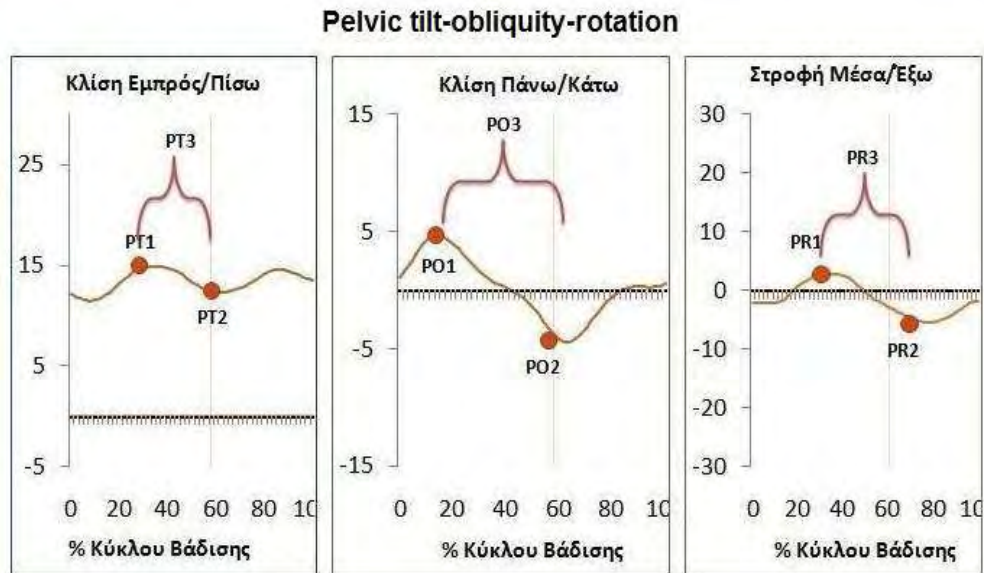 Pelvic tilt-obliquity-rotation
Κλίση Εμπρός/Πίσω
25
15
5
-5
PT3
PT1
PT2
0 20 40 60 80 10
% Κύκλου Βάδισης
Κλίση Πάνω/Κάτω
15
5
-5
-15
PO3
PO1
PO2
0 20 40 60 80 10
% Κύκλου Βάδισης
Στροφή Μέσα/Έξω
30
20
10
0
-10
-20
-30
PR3
PR1
PR2
0 20 40 60 80 10
% Κύκλου Βάδισης